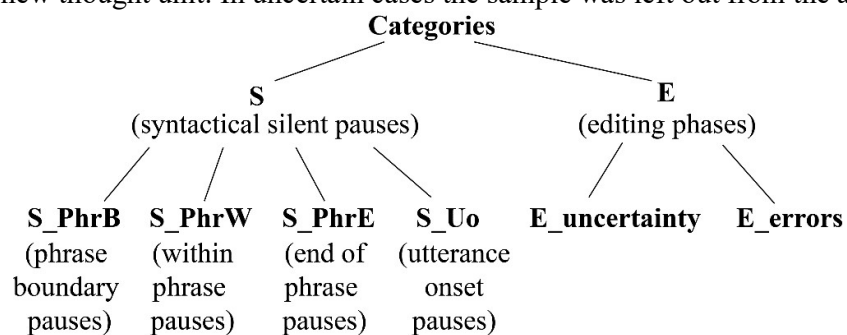 new thought unit. In uncertain cases the sample was left out from the
Categories
S
(syntactical silent pauses)
E
(editing phases)
S_PhrB S_PhrW S_PhrE S_Uo E_uncertainty E_errors
(phrase (within (end of (utterance
boundary phrase phrase onset
pauses) pauses) pauses) pauses)